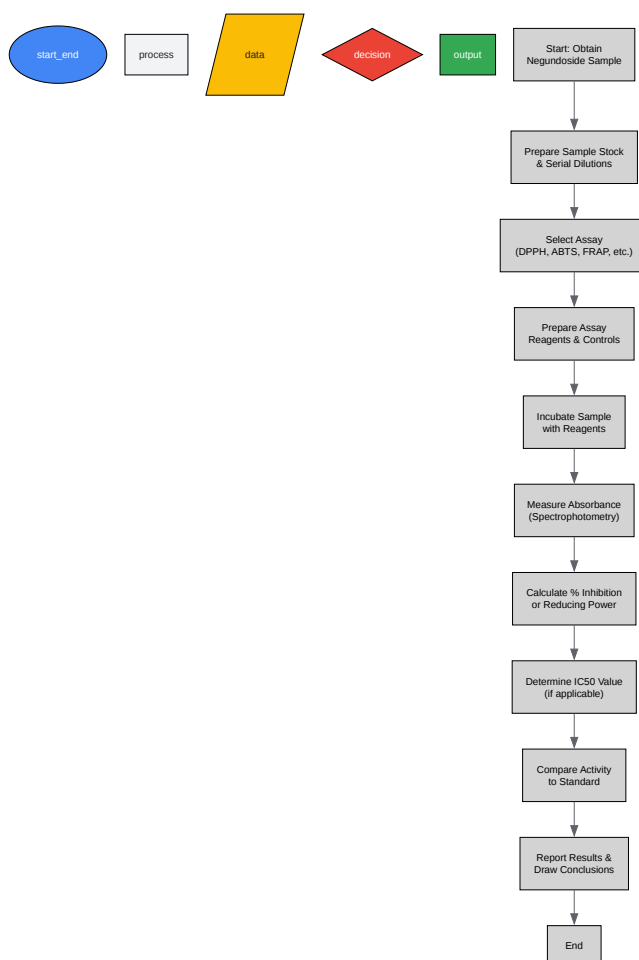 start_end
process
data
decision
output
Start: Obtain
Negundoside Sample
Prepare Sample Stock
& Serial Dilutions
Select Assay
(DPPH, ABTS, FRAP, etc.)
Prepare Assay
Reagents & Controls
Incubate Sample
with Reagents
Measure Absorbance
(Spectrophotometry)
Calculate % Inhibition
or Reducing Power
Determine IC50 Value
(if applicable)
Compare Activity
to Standard
Report Results &
Draw Conclusions
End